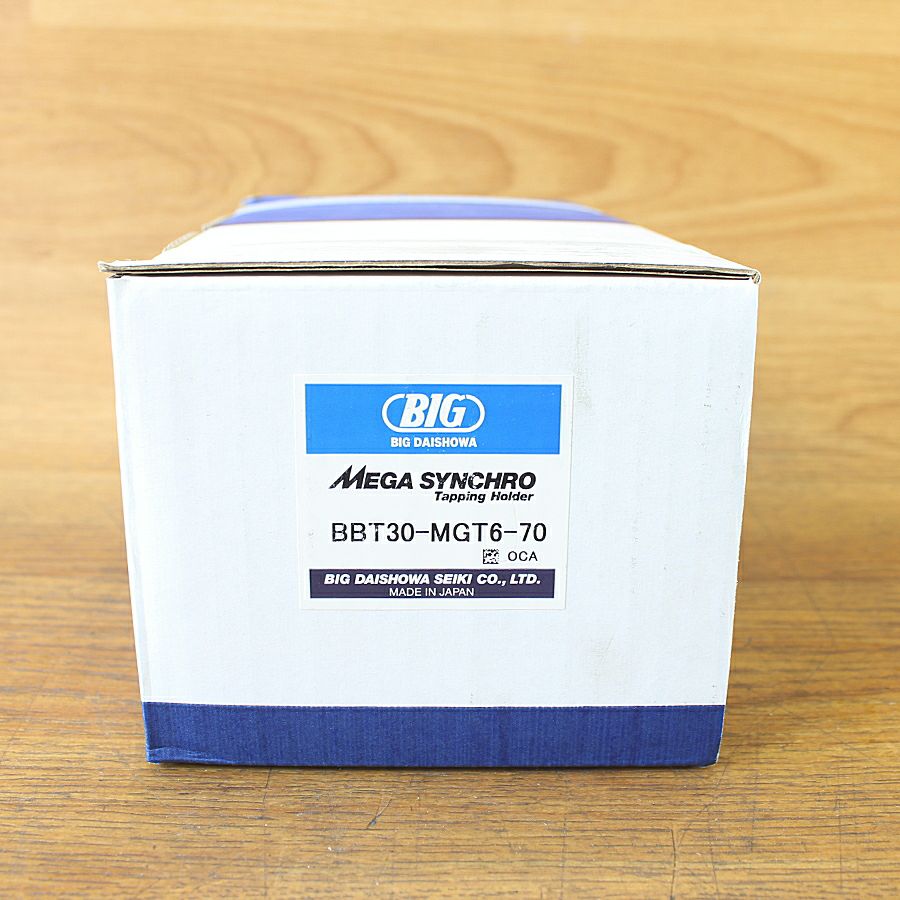 BIG
BIG DAISHOWA
MEGA SYNCHRO
Tapping Holder
BBT30-MGT6-70
OCA
BIG DAISHOWA SEIKI CO., LTD.
MADE IN JAPAN